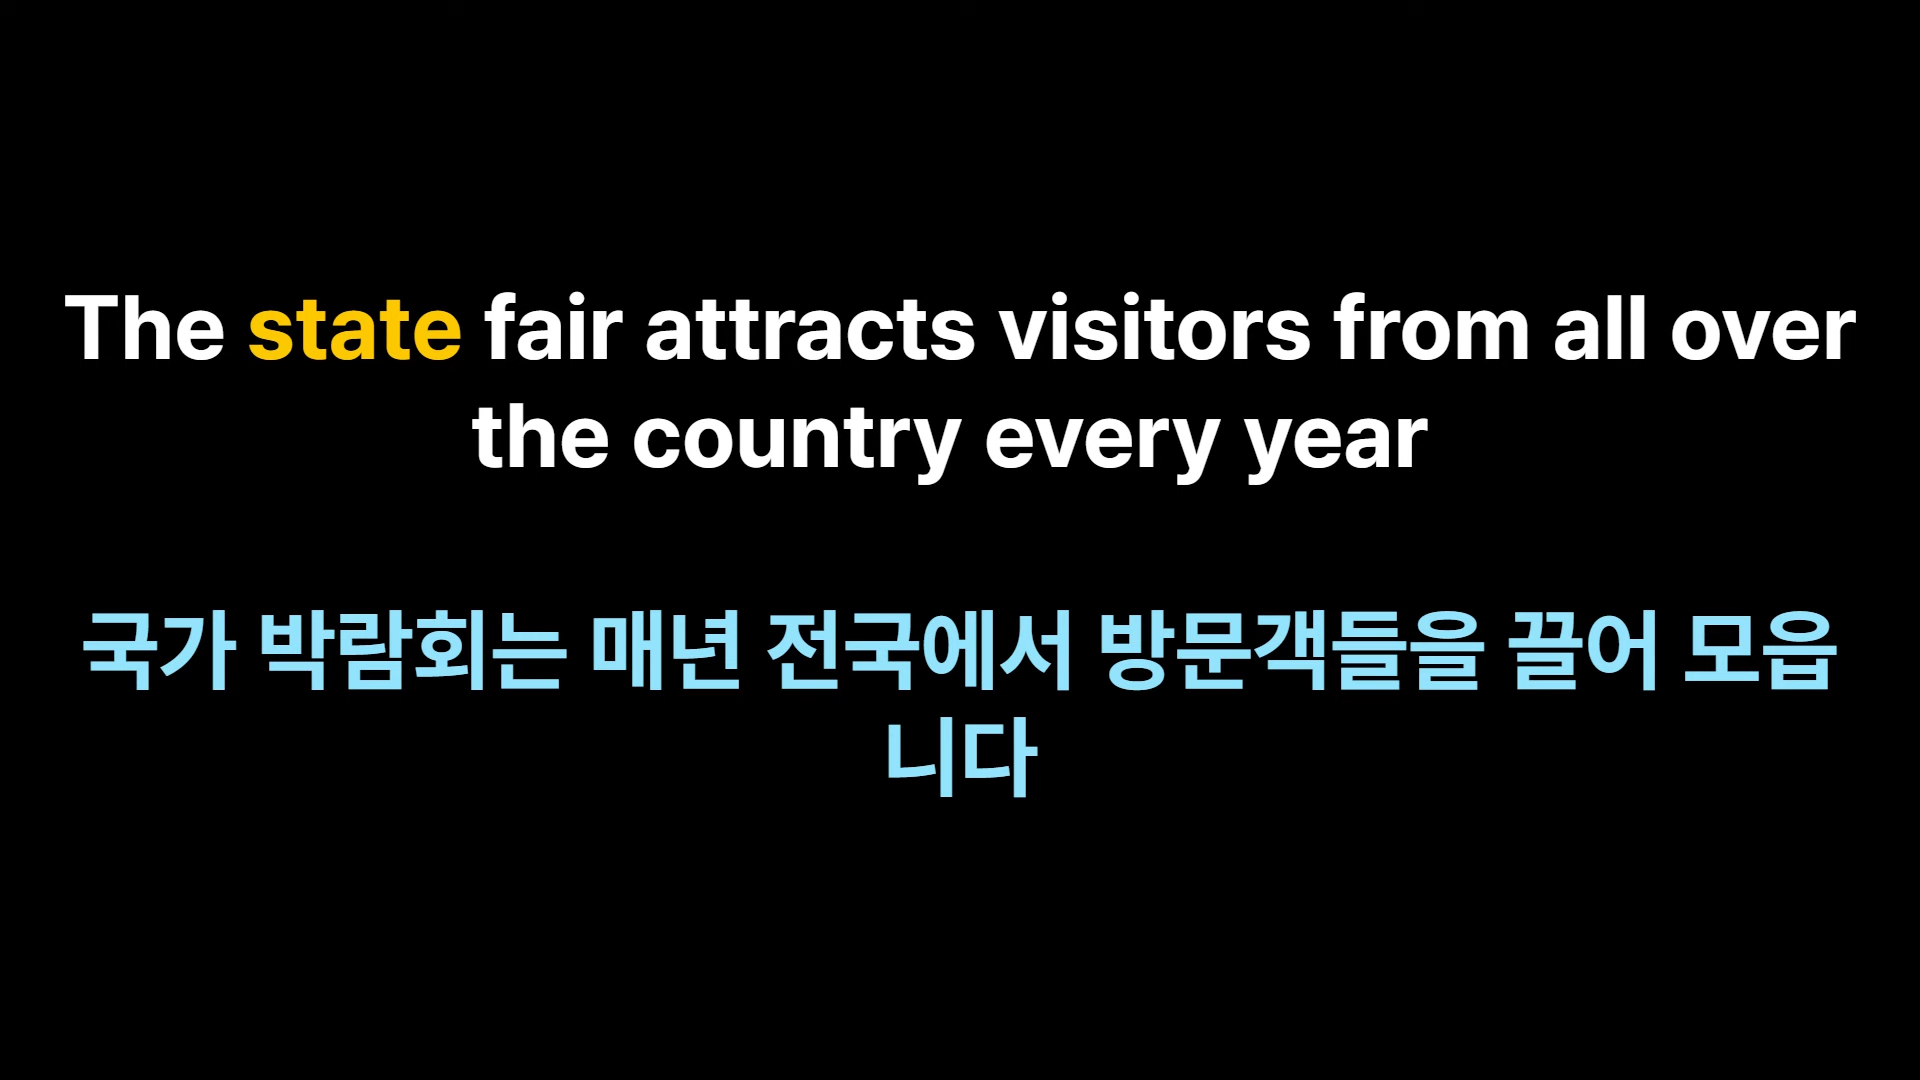 The state fair attracts visitors from all over
the country every year
국가 박람회는 매년 전국에서 방문객들을 끌어 모읍
니다